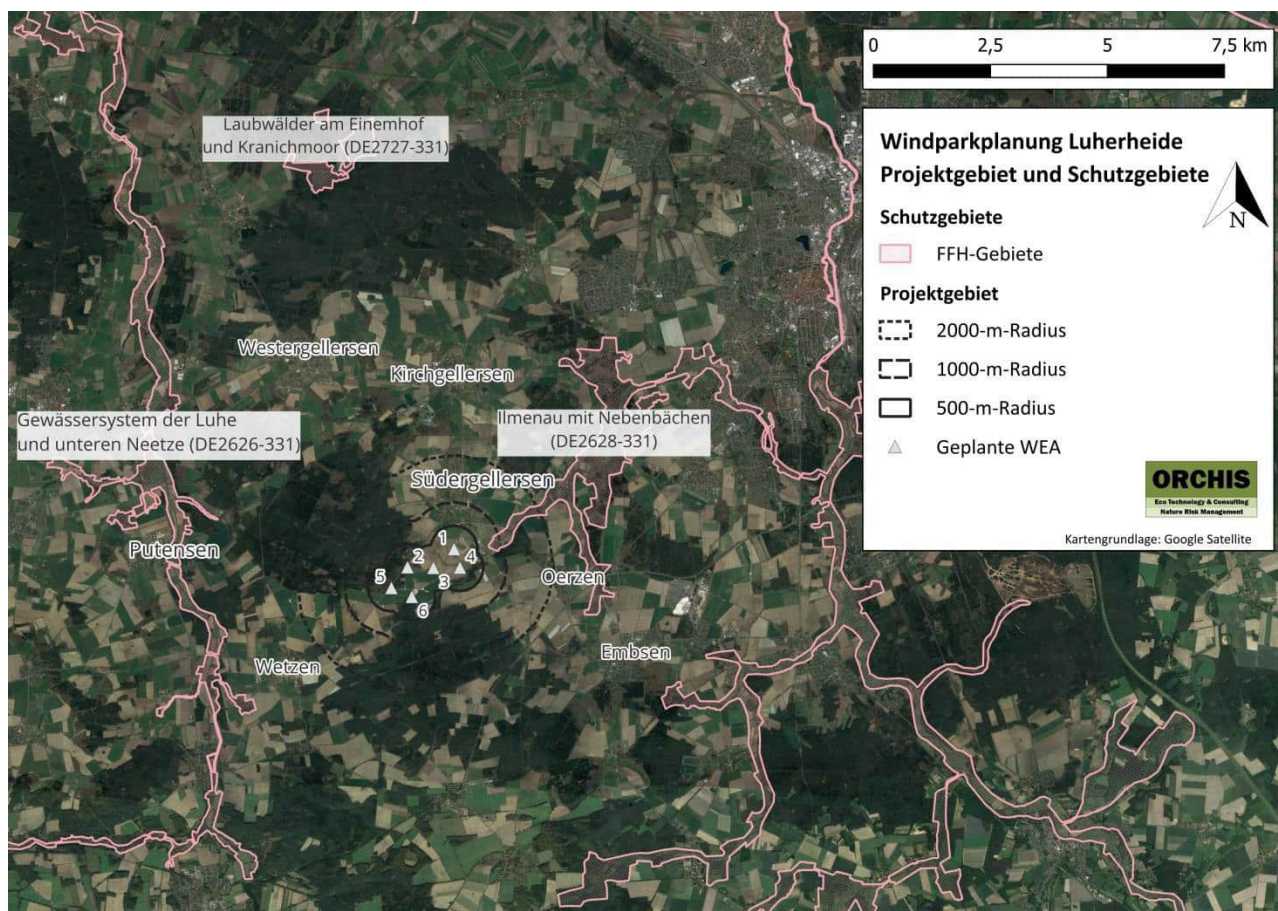 0 2,5 5 7,5 km
Windparkplanung Luherheide
Projektgebiet und Schutzgebiete
Schutzgebiete
FFH-Gebiete
Projektgebiet
2000-m-Radius
1000-m-Radius
500-m-Radius
Geplante WEA
N
ORCHIS
Eco Technology & Consulting
Nature Risk Management
Kartengrundlage: Google Satellite
Laubwälder am Einemhof
und Kranichmoor (DE2727-331)
Westergellersen
Kirchgellersen
Gewässersystem der Luhe
und unteren Neetze (DE2626-331)
Ilmenau mit Nebenbächen
(DE2628-331)
Südergellersen
Putensen
1
2
4
5
3
6
Oerzen
Embsen
Wetzen